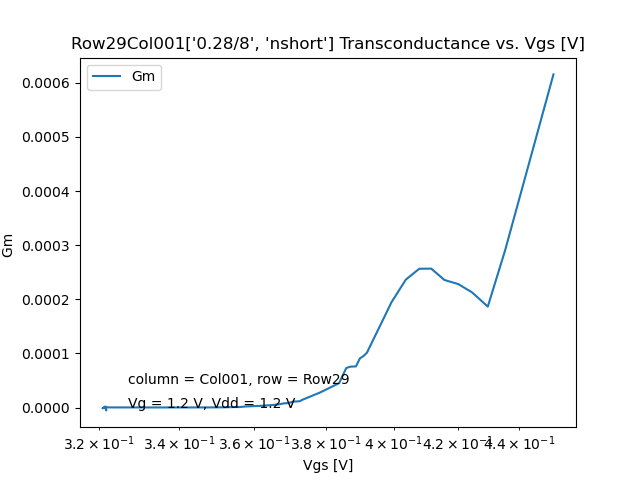 Row29Col001['0.28/8', 'nshort'] Transconductance vs. Vgs [V]
Gm
0.0006
0.0005
0.0004
0.0003
0.0002
0.0001
0.0000
Gm
column = Col001, row = Row29
Vg = 1.2 V, Vdd = 1.2 V
3.2 × 10⁻¹ 3.4 × 10⁻¹ 3.6 × 10⁻¹ 3.8 × 10⁻¹ 4 × 10⁻¹ 4.2 × 10⁻¹ 4.4 × 10⁻¹
Vgs [V]